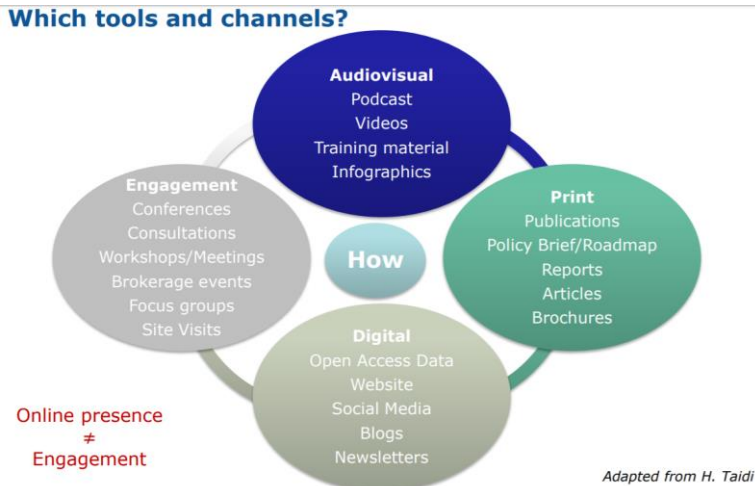 Which tools and channels?
Audiovisual
Podcast
Videos
Training material
Infographics
Engagement
Conferences
Consultations
Workshops/Meetings
Brokerage events
Focus groups
Site Visits
How
Print
Publications
Policy Brief/Roadmap
Reports
Articles
Brochures
Digital
Open Access Data
Website
Social Media
Blogs
Newsletters
Online presence
≠
Engagement
Adapted from H. Taidi